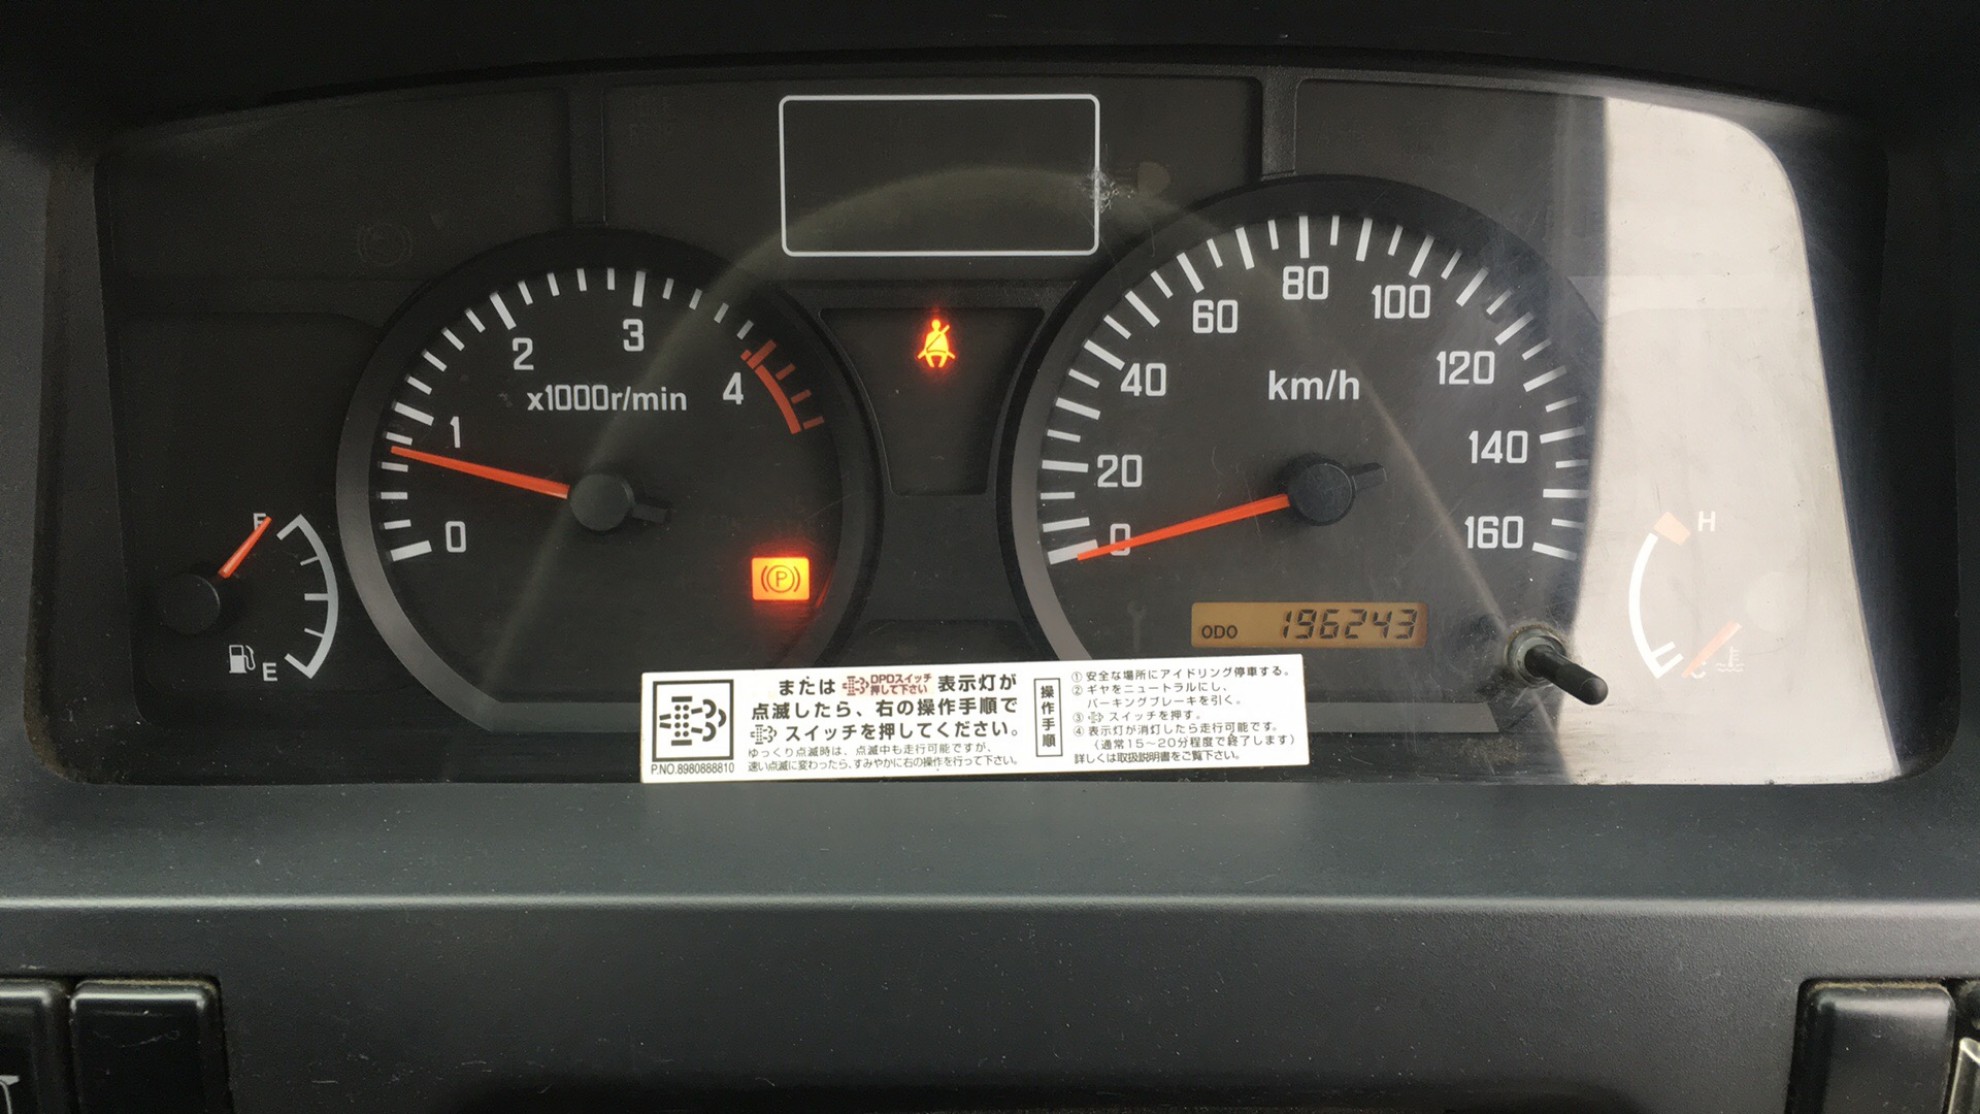 80
60
100
3
2
40
120
4
km/h
x1000r/min
1
20
140
0
0
160
F
E
H
C
P
ODO 196243
または DPDスイッチ 押して下さい 表示灯が
点滅したら、右の操作手順で
スイッチを押してください。
ゆっくり点滅時は、点滅中も走行可能ですが、
速い点滅に変わったら、すみやかに右の操作を行って下さい。
P.NO.8980888810
操作手順
① 安全な場所にアイドリング停車する。
② ギヤをニュートラルにし、
パーキングブレーキを引く。
③ スイッチを押す。
④ 表示灯が消灯したら走行可能です。
（通常15～20分程度で終了します）
詳しくは取扱説明書をご覧下さい。